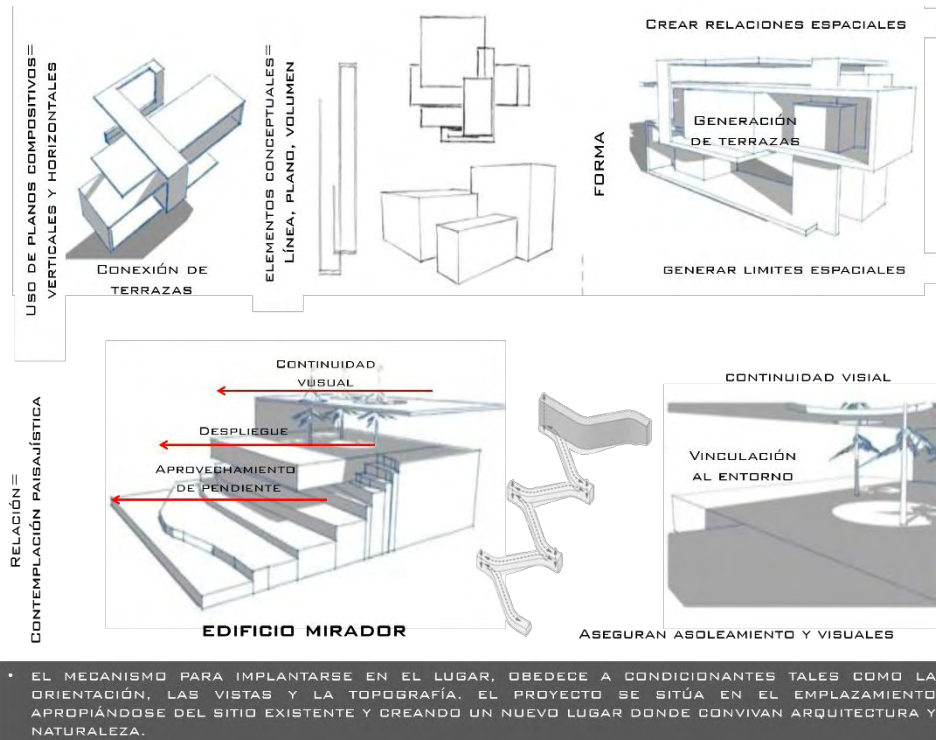 USO DE PLANOS COMPOSITIVOS=
VERTICALES Y HORIZONTALES
CONEXIÓN DE
TERRAZAS
ELEMENTOS CONCEPTUALES=
LÍNEA, PLANO, VOLUMEN
FORMA
CREAR RELACIONES ESPACIALES
GENERACIÓN
DE TERRAZAS
GENERAR LIMITES ESPACIALES
RELACIÓN=
CONTEMPLACIÓN PAISAJÍSTICA
CONTINUIDAD
VUSUAL
DESPLIEGUE
APROVECHAMIENTO
DE PENDIENTE
EDIFICIO MIRADOR
CONTINUIDAD VISIAL
VINCULACIÓN
AL ENTORNO
ASEGURAN ASOLEAMIENTO Y VISUALES
• EL MECANISMO PARA IMPLANTARSE EN EL LUGAR, OBEDECE A CONDICIONANTES TALES COMO LA
ORIENTACIÓN, LAS VISTAS Y LA TOPOGRAFÍA. EL PROYECTO SE SITÚA EN EL EMPLAZAMIENTO
APROPIÁNDOSE DEL SITIO EXISTENTE Y CREANDO UN NUEVO LUGAR DONDE CONVIVAN ARQUITECTURA Y
NATURALEZA.